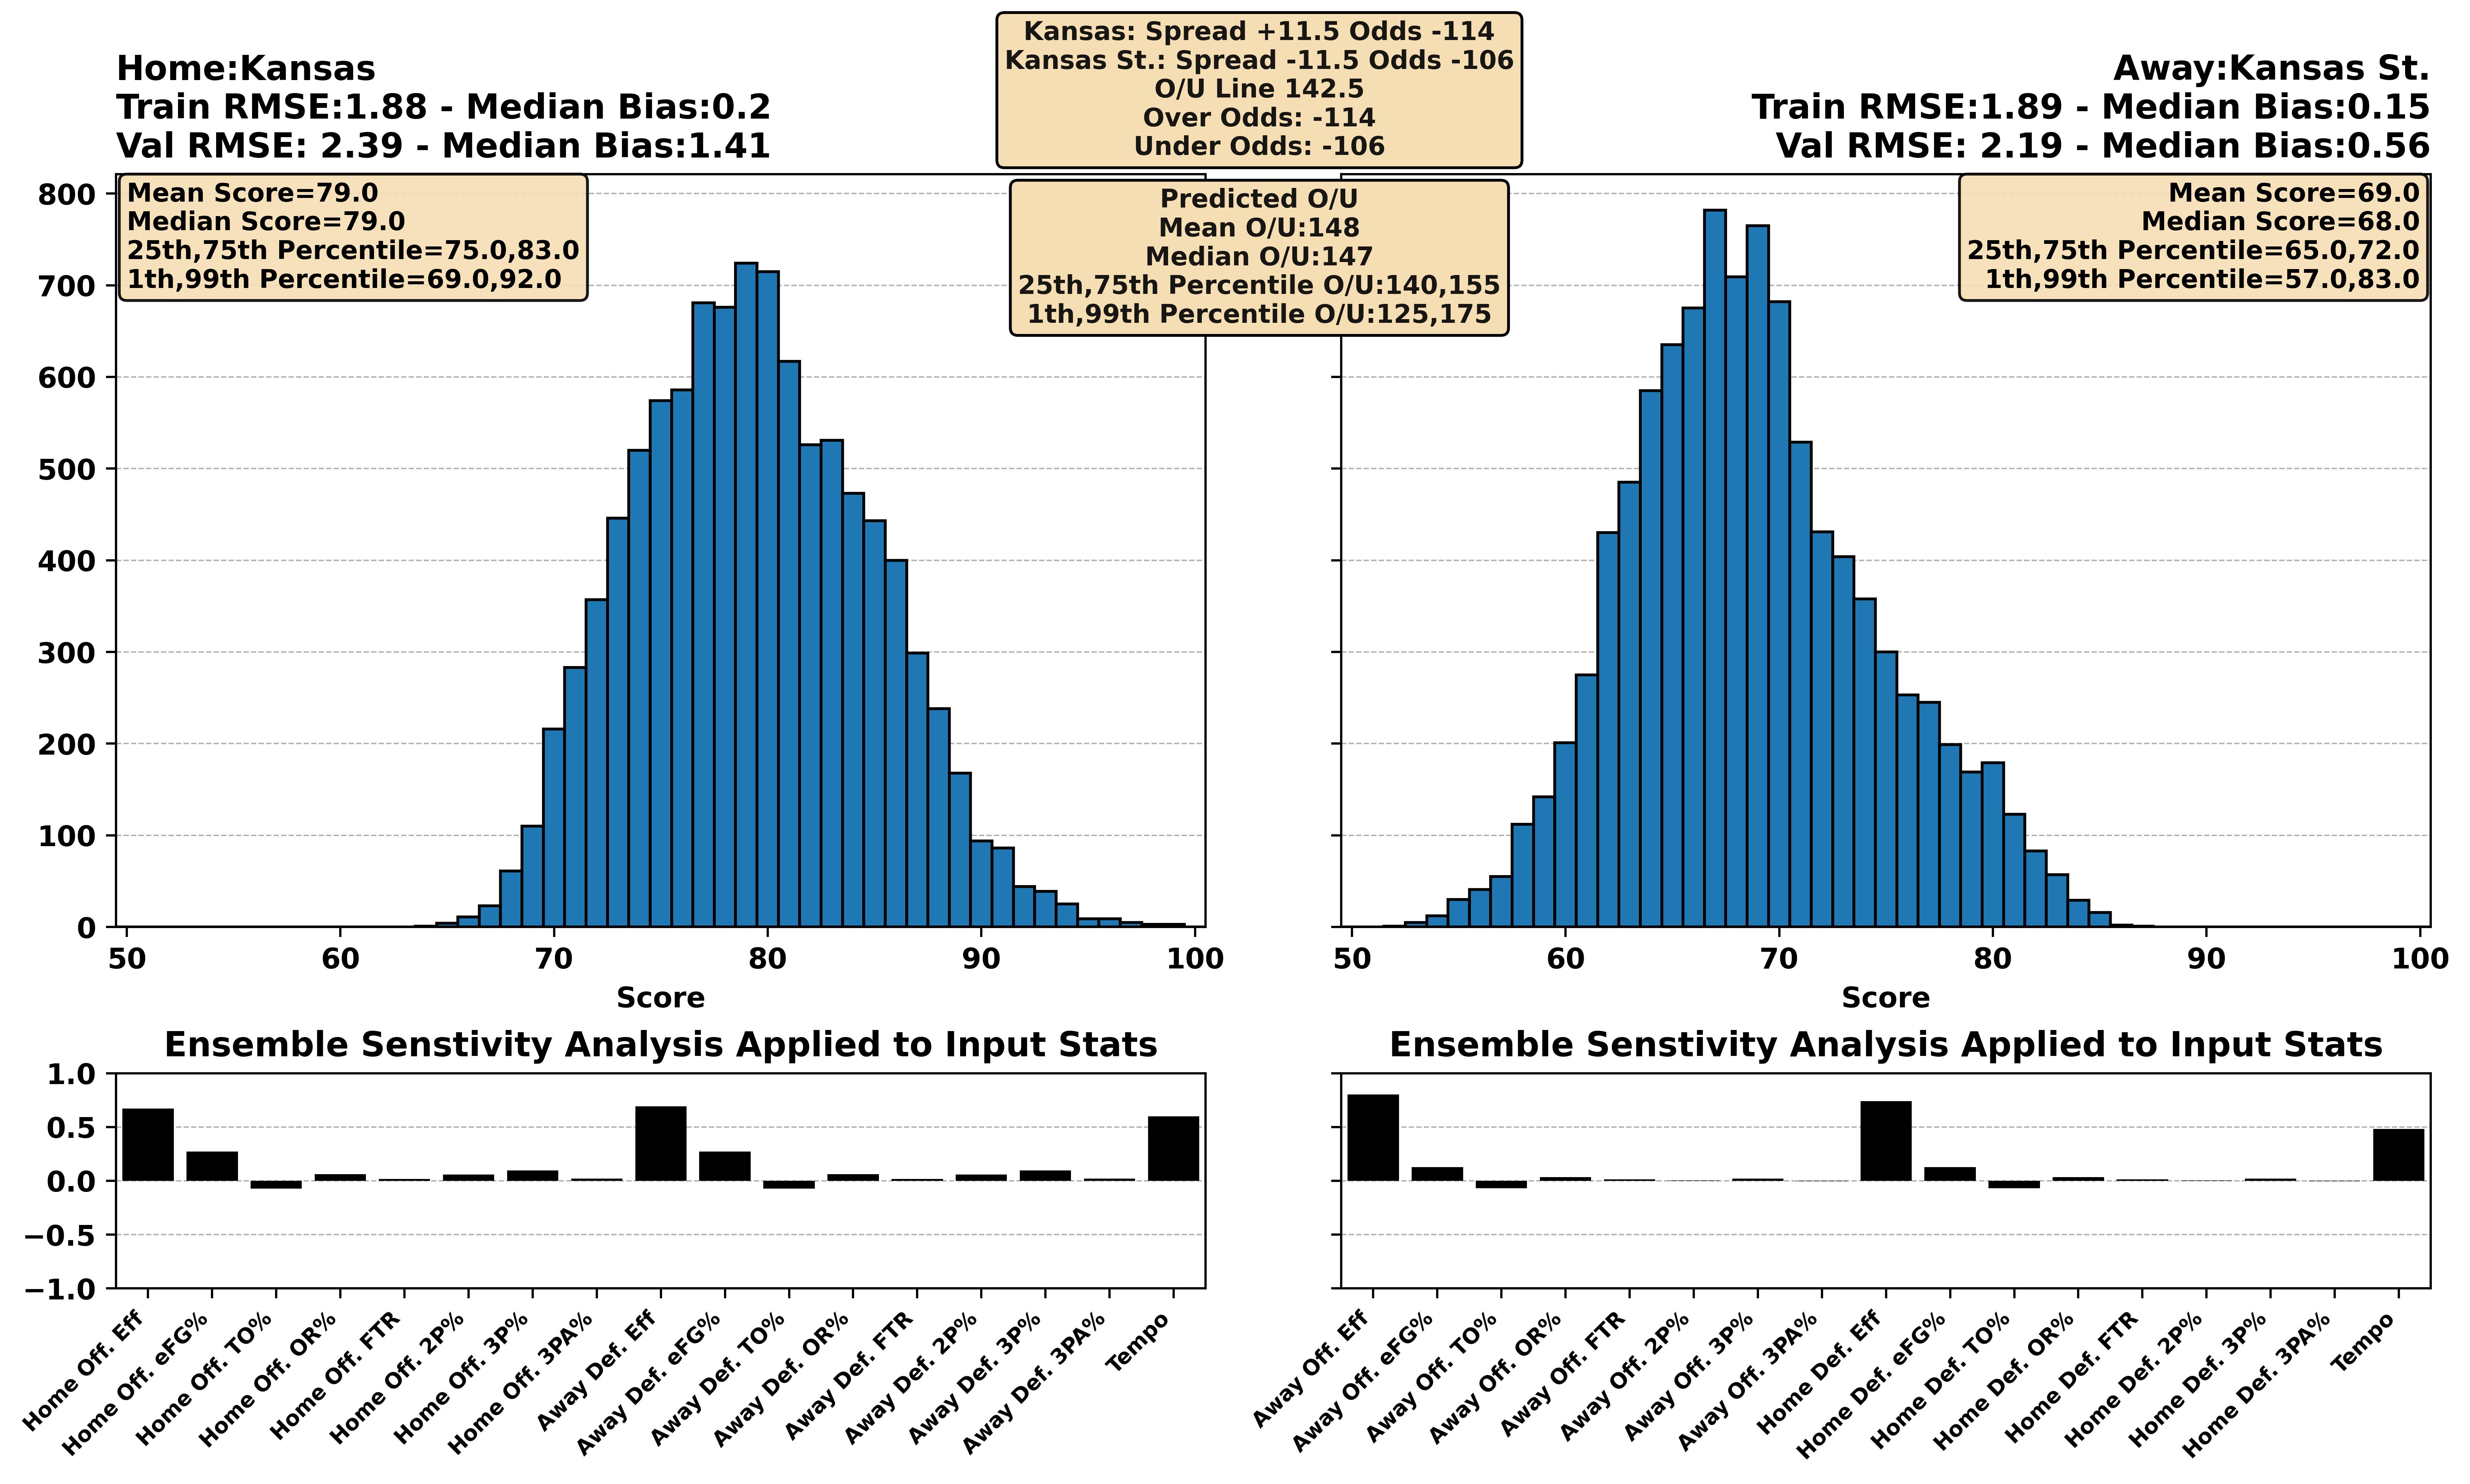 Kansas: Spread +11.5 Odds -114
Kansas St.: Spread -11.5 Odds -106
O/U Line 142.5
Over Odds: -114
Under Odds: -106
Home:Kansas
Train RMSE:1.88 - Median Bias:0.2
Val RMSE: 2.39 - Median Bias:1.41
Away:Kansas St.
Train RMSE:1.89 - Median Bias:0.15
Val RMSE: 2.19 - Median Bias:0.56
Mean Score=79.0
Median Score=79.0
25th,75th Percentile=75.0,83.0
1th,99th Percentile=69.0,92.0
Predicted O/U
Mean O/U:148
Median O/U:147
25th,75th Percentile O/U:140,155
1th,99th Percentile O/U:125,175
Mean Score=69.0
Median Score=68.0
25th,75th Percentile=65.0,72.0
1th,99th Percentile=57.0,83.0
800
700
600
500
400
300
200
100
0
50 60 70 80 90 100
Score
50 60 70 80 90 100
Score
Ensemble Senstivity Analysis Applied to Input Stats
Ensemble Senstivity Analysis Applied to Input Stats
1.0
0.5
0.0
−0.5
−1.0
Home Off. Eff
Home Off. eFG%
Home Off. TO%
Home Off. OR%
Home Off. FTR
Home Off. 2P%
Home Off. 3P%
Home Off. 3PA%
Away Def. Eff
Away Def. eFG%
Away Def. TO%
Away Def. OR%
Away Def. FTR
Away Def. 2P%
Away Def. 3P%
Away Def. 3PA%
Tempo
Away Off. Eff
Away Off. eFG%
Away Off. TO%
Away Off. OR%
Away Off. FTR
Away Off. 2P%
Away Off. 3P%
Away Off. 3PA%
Home Def. Eff
Home Def. eFG%
Home Def. TO%
Home Def. OR%
Home Def. FTR
Home Def. 2P%
Home Def. 3P%
Home Def. 3PA%
Tempo